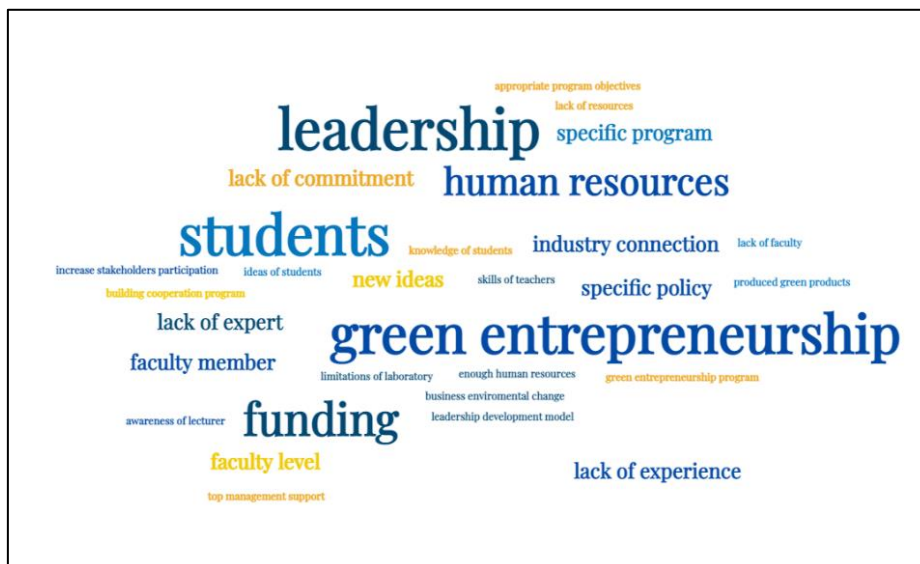 appropriate program objectives
lack of resources
leadership
specific program
lack of commitment
human resources
students
knowledge of students
industry connection
lack of faculty
increase stakeholders participation
ideas of students
new ideas
skills of teachers
specific policy
produced green products
building cooperation program
lack of expert
green entrepreneurship
faculty member
limitations of laboratory
enough human resources
green entrepreneurship program
business enviromental change
awareness of lecturer
funding
leadership development model
faculty level
lack of experience
top management support